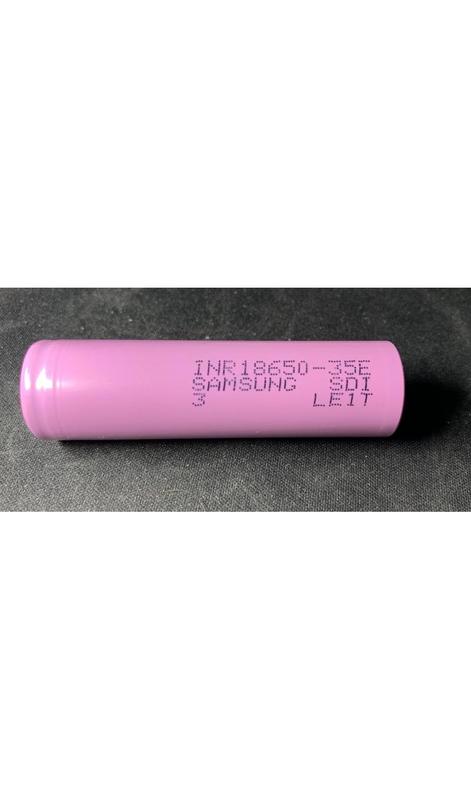 INR18650-35E
SAMSUNG SDI
3 LE1T